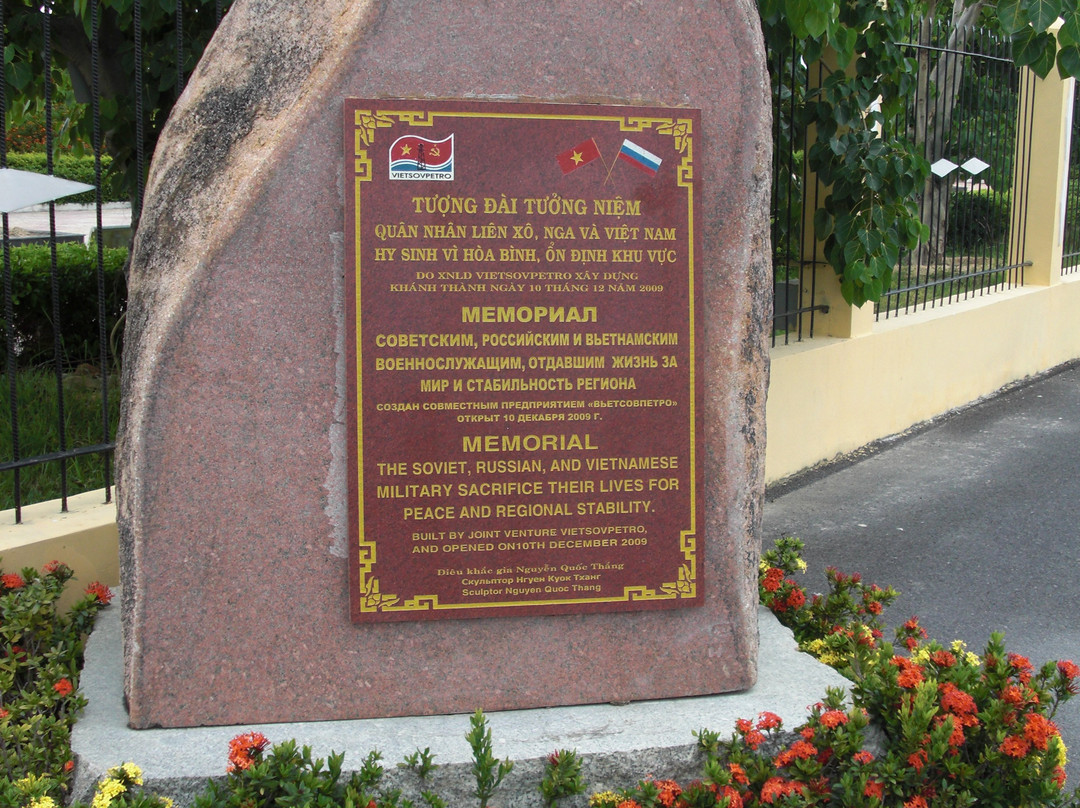 VIETSOVPETRO
TƯỢNG ĐÀI TƯỞNG NIỆM
QUÂN NHÂN LIÊN XÔ, NGA VÀ VIỆT NAM
HY SINH VÌ HÒA BÌNH, ỔN ĐỊNH KHU VỰC
DO XNLD VIETSOVPETRO XÂY DỰNG
KHÁNH THÀNH NGÀY 10 THÁNG 12 NĂM 2009
МЕМОРИАЛ
СОВЕТСКИМ, РОССИЙСКИМ И ВЬЕТНАМСКИМ
ВОЕННОСЛУЖАЩИМ, ОТДАВШИМ ЖИЗНЬ ЗА
МИР И СТАБИЛЬНОСТЬ РЕГИОНА
СОЗДАН СОВМЕСТНЫМ ПРЕДПРИЯТИЕМ «ВЬЕТСОВПЕТРО»
ОТКРЫТ 10 ДЕКАБРЯ 2009 Г.
MEMORIAL
THE SOVIET, RUSSIAN, AND VIETNAMESE
MILITARY SACRIFICE THEIR LIVES FOR
PEACE AND REGIONAL STABILITY.
BUILT BY JOINT VENTURE VIETSOVPETRO,
AND OPENED ON10TH DECEMBER 2009
Điêu khắc gia Nguyễn Quốc Thắng
Скульптор Нгуен Куок Тханг
Sculptor Nguyen Quoc Thang